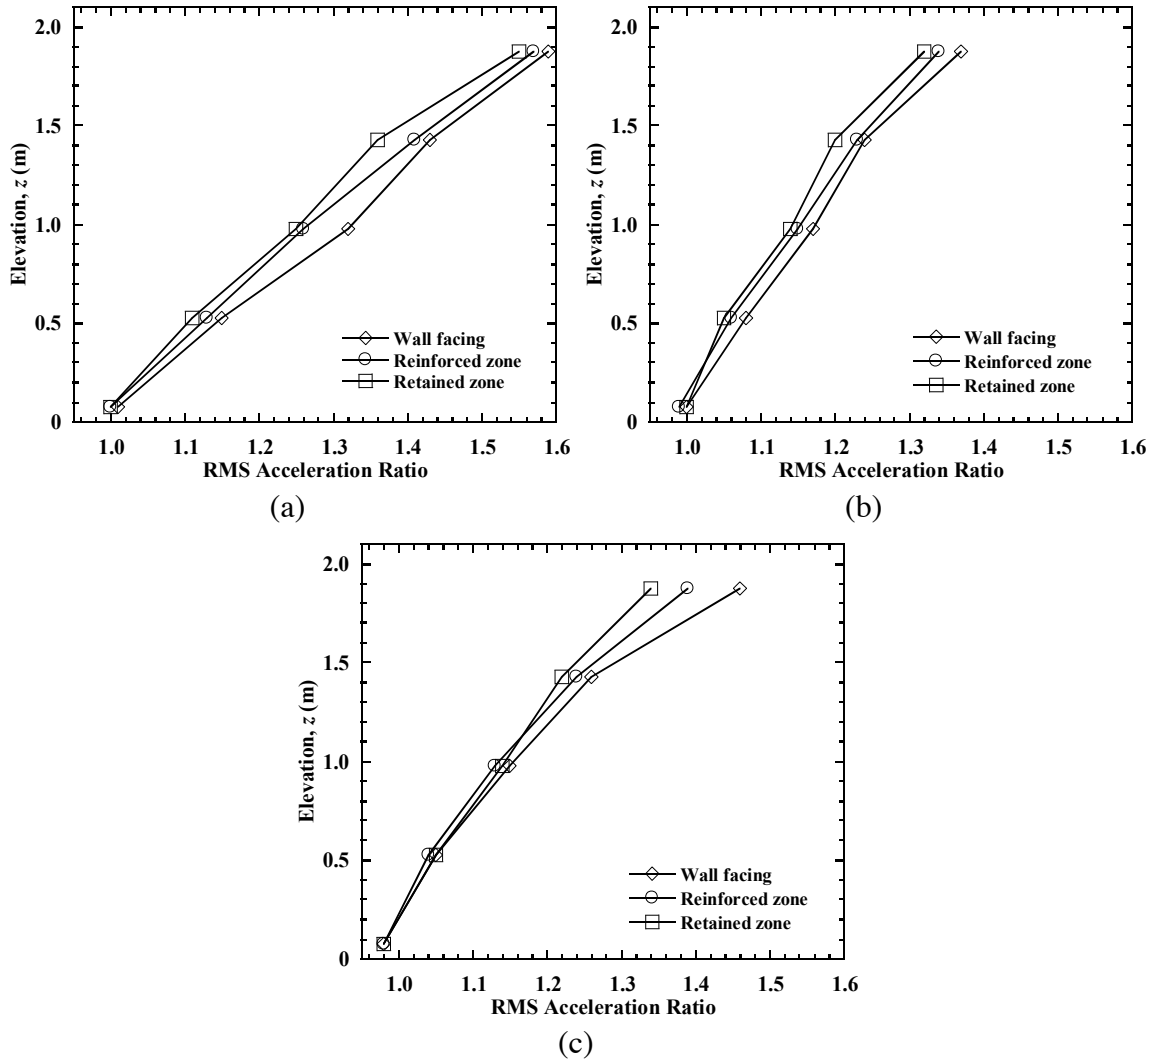 2.0
1.5
1.0
0.5
0
Elevation, z (m)
Wall facing
Reinforced zone
Retained zone
1.0 1.1 1.2 1.3 1.4 1.5 1.6
RMS Acceleration Ratio
(a)
2.0
1.5
1.0
0.5
0
Elevation, z (m)
Wall facing
Reinforced zone
Retained zone
1.0 1.1 1.2 1.3 1.4 1.5 1.6
RMS Acceleration Ratio
(b)
2.0
1.5
1.0
0.5
0
Elevation, z (m)
Wall facing
Reinforced zone
Retained zone
1.0 1.1 1.2 1.3 1.4 1.5 1.6
RMS Acceleration Ratio
(c)